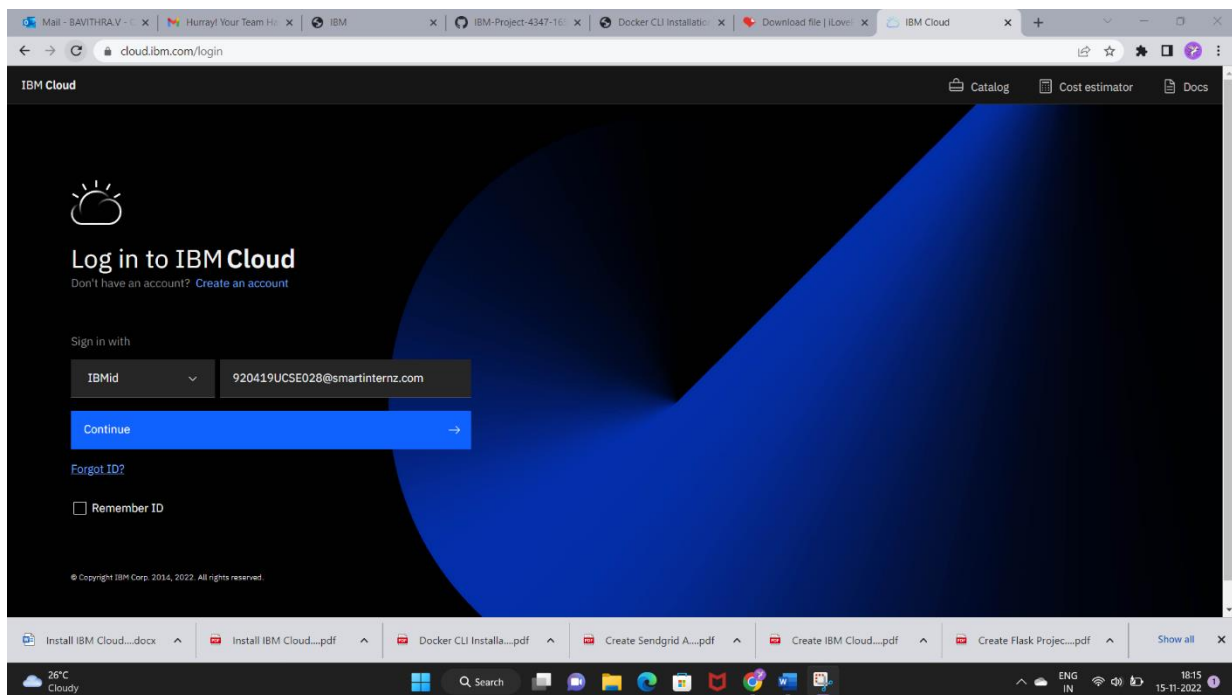 Mail - BAVITHRA.V - C
Hurray! Your Team Ha
IBM
IBM-Project-4347-165
Docker CLI Installation
Download file | iLovel
IBM Cloud
cloud.ibm.com/login
IBM Cloud
Catalog
Cost estimator
Docs
Log in to IBM Cloud
Don't have an account? Create an account
Sign in with
IBMid
920419UCSE028@smartinternz.com
Continue
Forgot ID?
Remember ID
© Copyright IBM Corp. 2014, 2022. All rights reserved.
Install IBM Cloud....docx
Install IBM Cloud....pdf
Docker CLI Installa....pdf
Create Sendgrid A....pdf
Create IBM Cloud....pdf
Create Flask Projec....pdf
Show all
26°C
Cloudy
Search
ENG
IN
18:15
15-11-2022
1